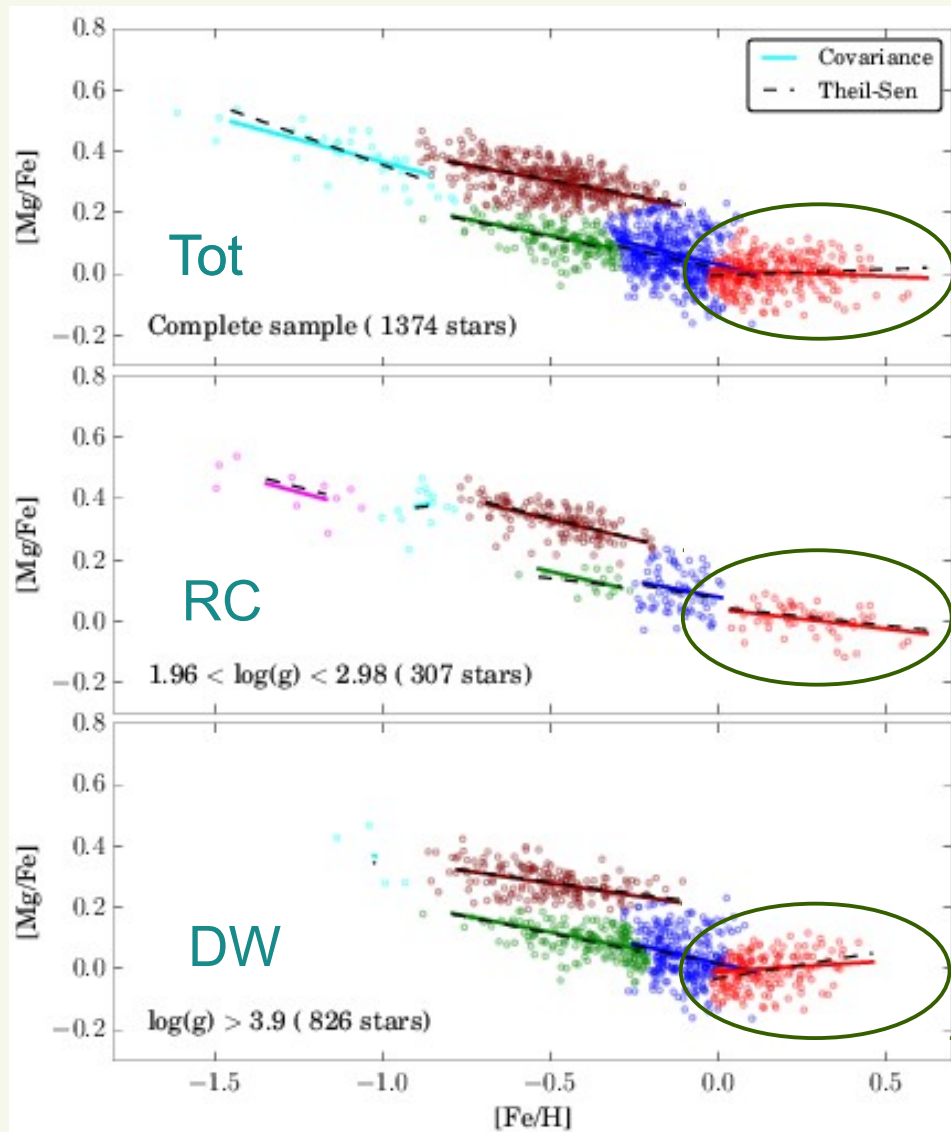 0.8
0.6
0.4
0.2
0.0
−0.2
[Mg/Fe]
Covariance
Theil-Sen
Tot
Complete sample ( 1374 stars)
0.8
0.6
0.4
0.2
0.0
−0.2
[Mg/Fe]
RC
1.96 < log(g) < 2.98 ( 307 stars)
0.8
0.6
0.4
0.2
0.0
−0.2
[Mg/Fe]
DW
log(g) > 3.9 ( 826 stars)
−1.5 −1.0 −0.5 0.0 0.5
[Fe/H]